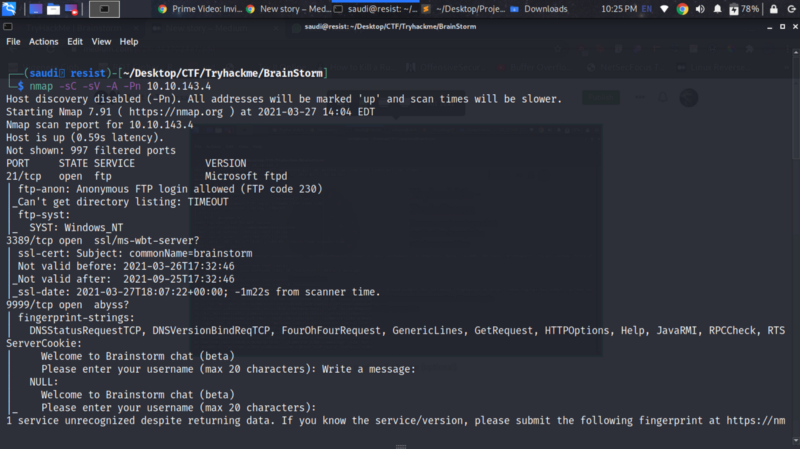 Prime Video: Invi... New story – Med... saudi@resist: ~/... ~/Desktop/Proje... Downloads 10:25 PM EN 78%
saudi@resist: ~/Desktop/CTF/Tryhackme/BrainStorm
File Actions Edit View Help
(saudi resist)-[~/Desktop/CTF/Tryhackme/BrainStorm]
$ nmap -sC -sV -A -Pn 10.10.143.4
Host discovery disabled (-Pn). All addresses will be marked 'up' and scan times will be slower.
Starting Nmap 7.91 ( https://nmap.org ) at 2021-03-27 14:04 EDT
Nmap scan report for 10.10.143.4
Host is up (0.59s latency).
Not shown: 997 filtered ports
PORT STATE SERVICE VERSION
21/tcp open ftp Microsoft ftpd
| ftp-anon: Anonymous FTP login allowed (FTP code 230)
|_Can't get directory listing: TIMEOUT
| ftp-syst:
|_ SYST: Windows_NT
3389/tcp open ssl/ms-wbt-server?
| ssl-cert: Subject: commonName=brainstorm
| Not valid before: 2021-03-26T17:32:46
|_Not valid after: 2021-09-25T17:32:46
|_ssl-date: 2021-03-27T18:07:22+00:00; -1m22s from scanner time.
9999/tcp open abyss?
| fingerprint-strings:
| DNSStatusRequestTCP, DNSVersionBindReqTCP, FourOhFourRequest, GenericLines, GetRequest, HTTPOptions, Help, JavaRMI, RPCCheck, RTS
ServerCookie:
| Welcome to Brainstorm chat (beta)
| Please enter your username (max 20 characters): Write a message:
| NULL:
| Welcome to Brainstorm chat (beta)
|_ Please enter your username (max 20 characters):
1 service unrecognized despite returning data. If you know the service/version, please submit the following fingerprint at https://nm